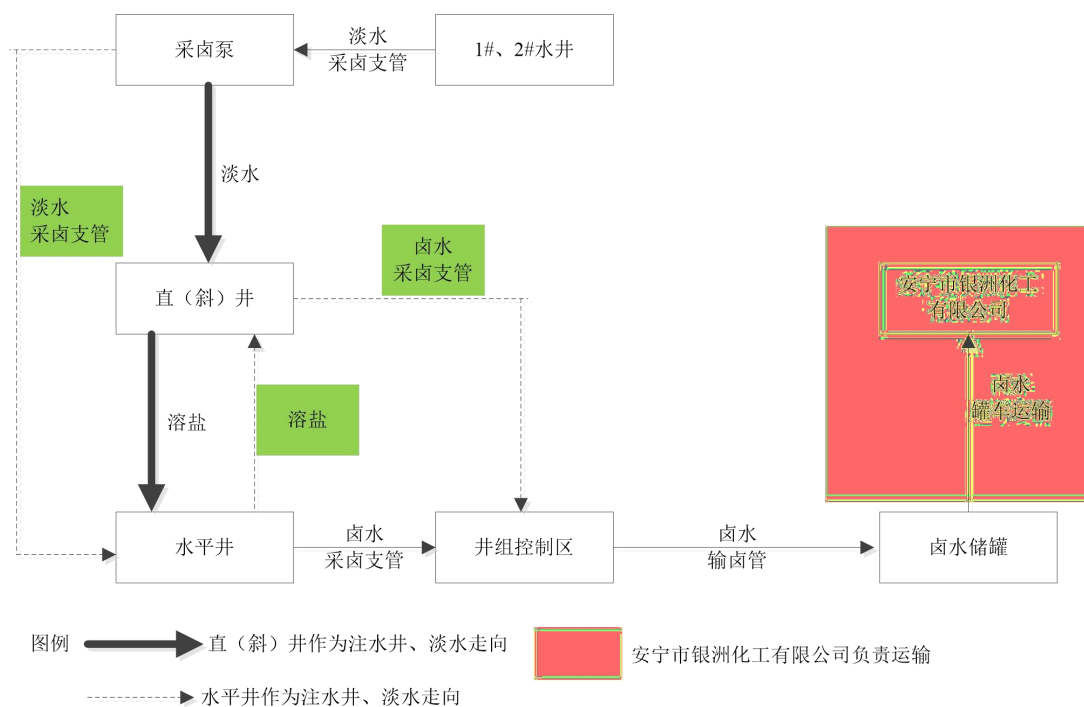 采卤泵
淡水
采卤支管
1#、2#水井
淡水
淡水
采卤支管
卤水
采卤支管
直（斜）井
安宁市银洲化工
有限公司
溶盐
溶盐
卤水
罐车运输
水平井
卤水
采卤支管
井组控制区
卤水
输卤管
卤水储罐
图例
直（斜）井作为注水井、淡水走向
安宁市银洲化工有限公司负责运输
水平井作为注水井、淡水走向